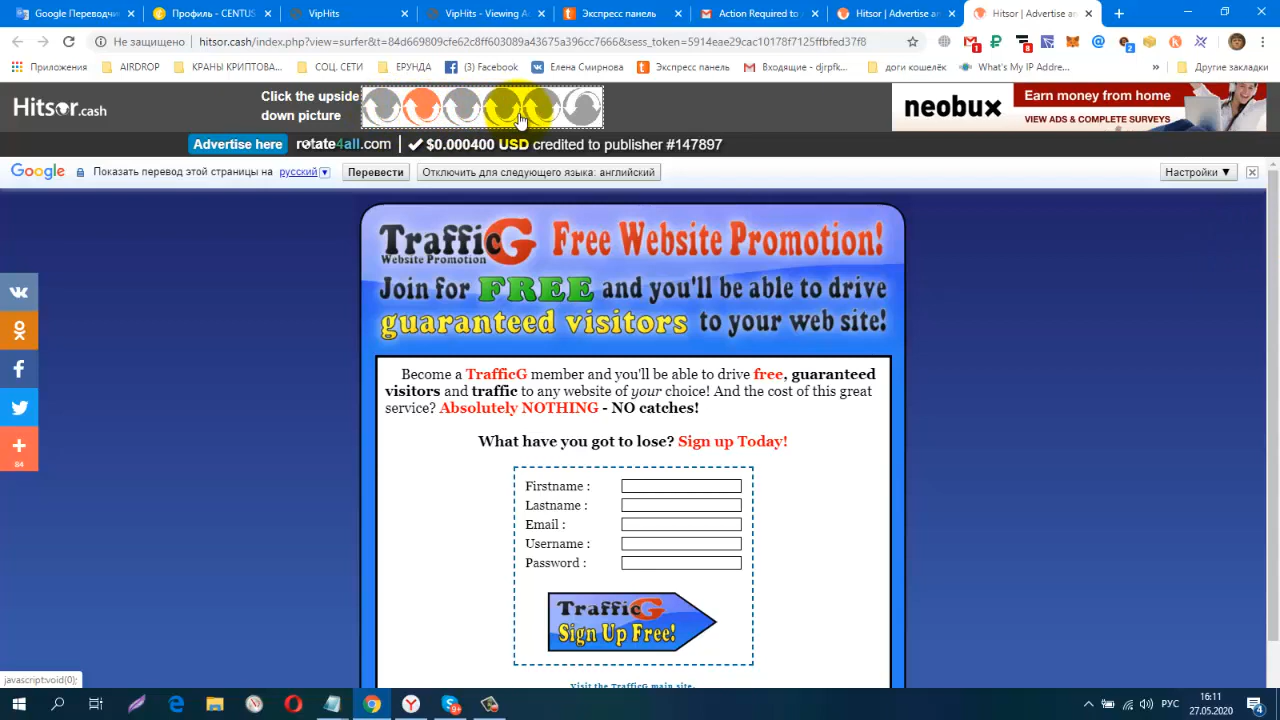 Google Переводчи
Профиль - CENTUS
VipHits
VipHits - Viewing A
Экспресс панель
Action Required to
Hitsor | Advertise an
Hitsor | Advertise an
Не защищено
hitsor.cash/index.php?view=surfer&t=84d669809cfe62c8ff603089a43675a396cc7666&sess_token=5914eae29cac10178f7125ffbfed37f8
Приложения
AIRDROP
КРАНЫ КРИПТОВА...
СОЦ. СЕТИ
ЕРУНДА
(3) Facebook
Елена Смирнова
Экспресс панель
Входящие - djrpfk...
доги кошелёк
What's My IP Addre...
»
Другие закладки
Hitsor.cash
Click the upside
down picture
neobux
Earn money from home
VIEW ADS & COMPLETE SURVEYS
Advertise here
rotate4all.com
$0.000400 USD credited to publisher #147897
Google
Показать перевод этой страницы на
русский
Перевести
Отключить для следующего языка: английский
Настройки ▼
TrafficG
Website Promotion
Free Website Promotion!
Join for FREE and you'll be able to drive
guaranteed visitors to your web site!
Become a TrafficG member and you'll be able to drive free, guaranteed
visitors and traffic to any website of your choice! And the cost of this great
service? Absolutely NOTHING - NO catches!
What have you got to lose? Sign up Today!
Firstname :
Lastname :
Email :
Username :
Password :
TrafficG
Sign Up Free!
Visit the TrafficG main site.
84
javascript:void(0);
РУС
16:11
27.05.2020